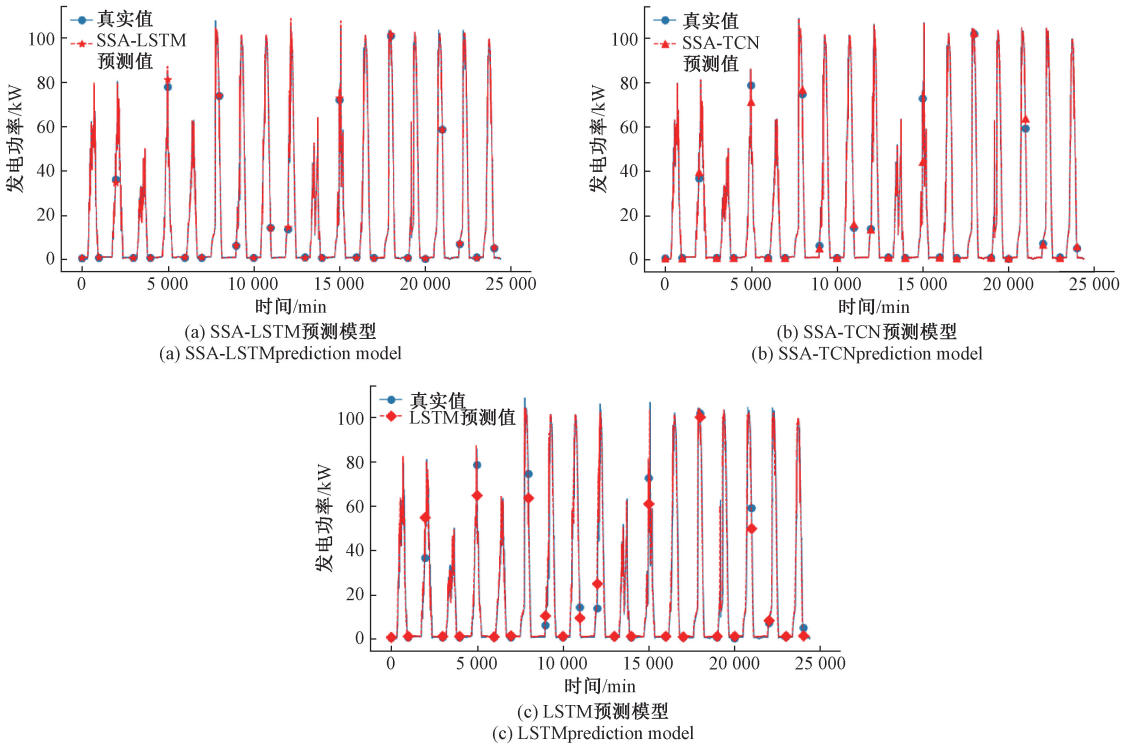 真实值
SSA-LSTM
预测值
100
80
60
40
20
0
发电功率/kW
0
5 000
10 000
15 000
20 000
25 000
时间/min
(a) SSA-LSTM预测模型
(a) SSA-LSTMprediction model
真实值
SSA-TCN
预测值
100
80
60
40
20
0
发电功率/kW
0
5 000
10 000
15 000
20 000
25 000
时间/min
(b) SSA-TCN预测模型
(b) SSA-TCNprediction model
真实值
LSTM预测值
100
80
60
40
20
0
发电功率/kW
0
5 000
10 000
15 000
20 000
25 000
时间/min
(c) LSTM预测模型
(c) LSTMprediction model